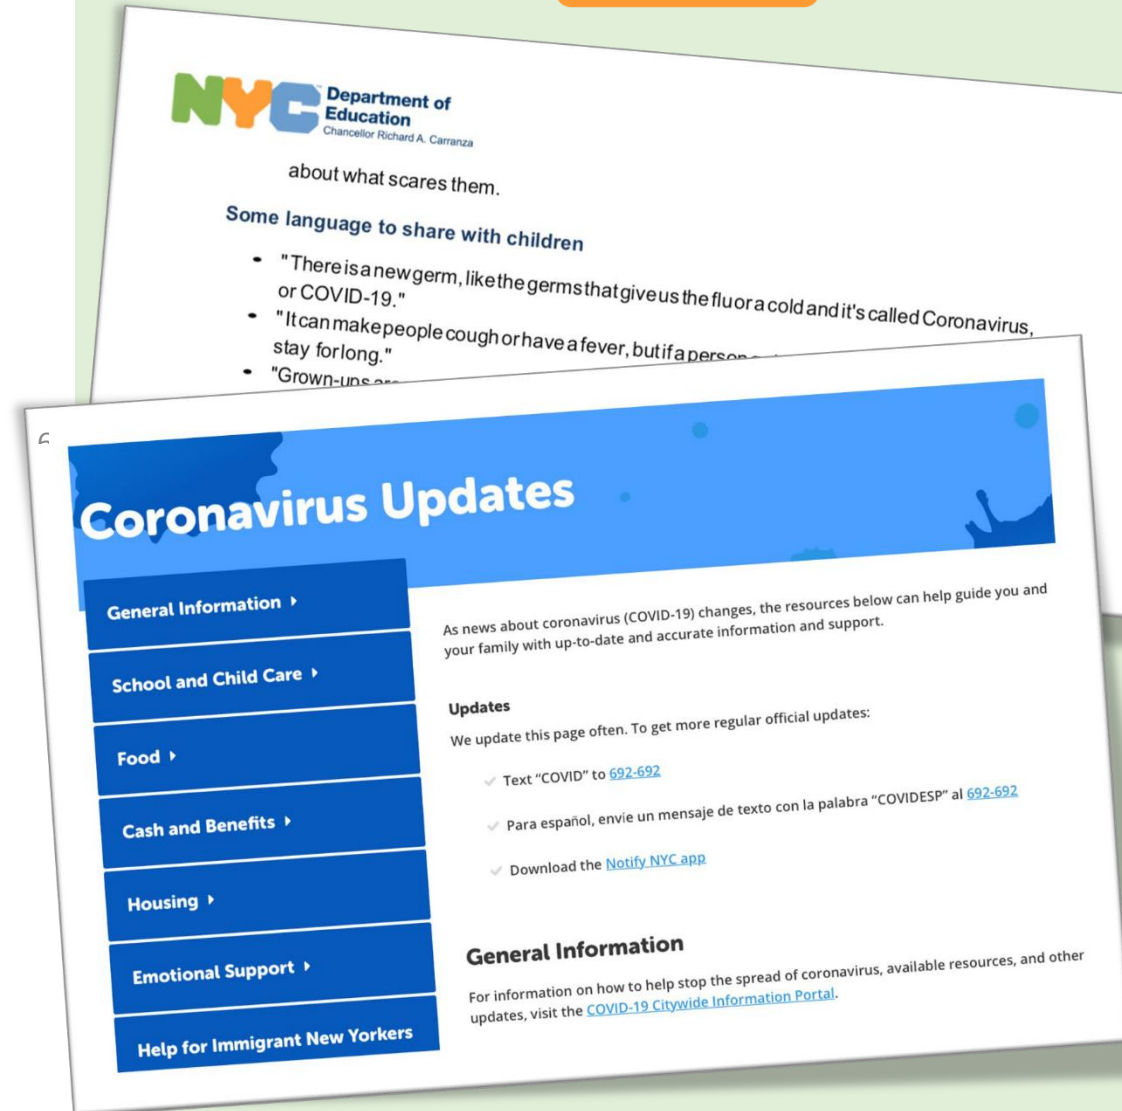 NYC Department of
Education
Chancellor Richard A. Carranza
about what scares them.
Some language to share with children
• "There is a new germ, like the germs that give us the flu or a cold and it's called Coronavirus,
or COVID-19."
• "It can make people cough or have a fever, but if a person
stay for long."
• "Grown-ups
Coronavirus Updates
General Information
School and Child Care
Food
Cash and Benefits
Housing
Emotional Support
Help for Immigrant New Yorkers
As news about coronavirus (COVID-19) changes, the resources below can help guide you and
your family with up-to-date and accurate information and support.
Updates
We update this page often. To get more regular official updates:
Text “COVID” to 692-692
Para español, envie un mensaje de texto con la palabra “COVIDESP” al 692-692
Download the Notify NYC app
General Information
For information on how to help stop the spread of coronavirus, available resources, and other
updates, visit the COVID-19 Citywide Information Portal.